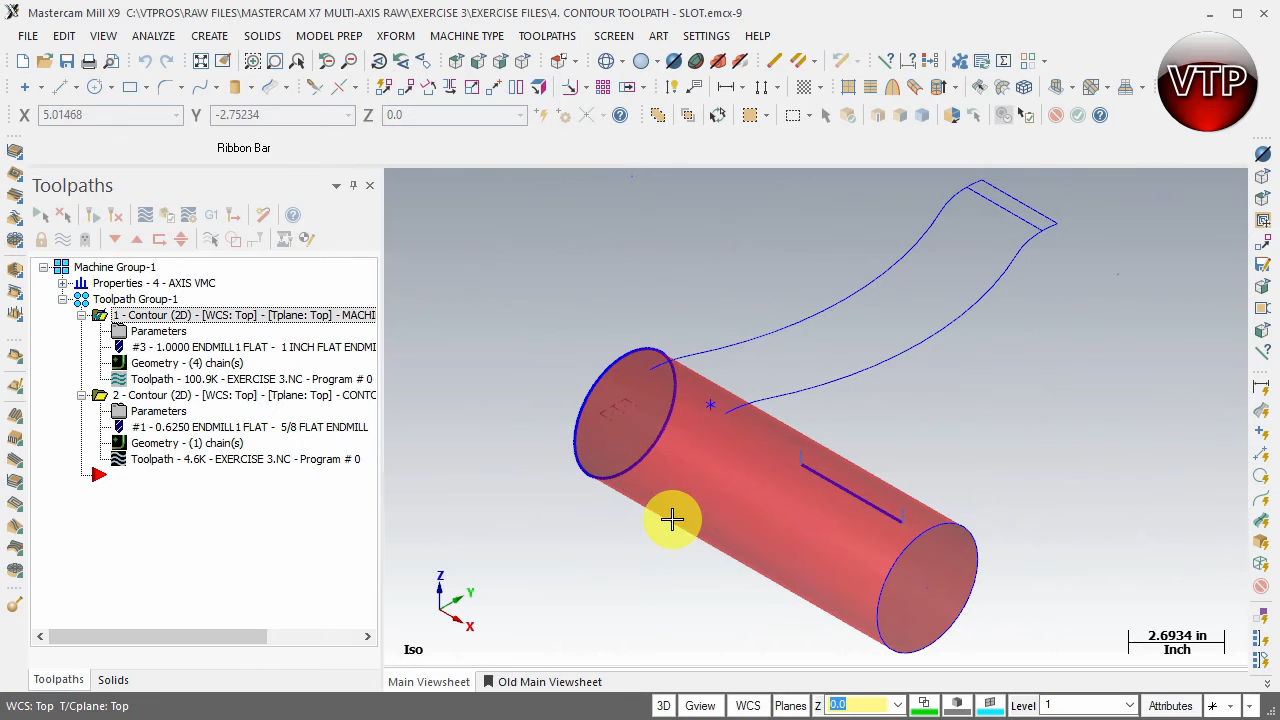 Mastercam Mill X9 C:\VTPROS\RAW FILES\MASTERCAM X7 MULTI-AXIS RAW\EXERCISE 3\EXERCISE FILES\4. CONTOUR TOOLPATH - SLOT.emcx-9
FILE EDIT VIEW ANALYZE CREATE SOLIDS MODEL PREP XFORM MACHINE TYPE TOOLPATHS SCREEN ART SETTINGS HELP
VTP
X 5.01468 Y -2.75234 Z 0.0
Ribbon Bar
Toolpaths
G1
Machine Group-1
Properties - 4 - AXIS VMC
Toolpath Group-1
1 - Contour (2D) - [WCS: Top] - [Tplane: Top] - MACHI
Parameters
#3 - 1.0000 ENDMILL1 FLAT - 1 INCH FLAT ENDMI
Geometry - (4) chain(s)
Toolpath - 100.9K - EXERCISE 3.NC - Program # 0
2 - Contour (2D) - [WCS: Top] - [Tplane: Top] - CONTC
Parameters
#1 - 0.6250 ENDMILL1 FLAT - 5/8 FLAT ENDMILL
Geometry - (1) chain(s)
Toolpath - 4.6K - EXERCISE 3.NC - Program # 0
Z
Y
X
Iso
2.6934 in
Inch
Toolpaths Solids
Main Viewsheet Old Main Viewsheet
WCS: Top T/Cplane: Top
3D Gview WCS Planes Z 0.0 Level 1 Attributes